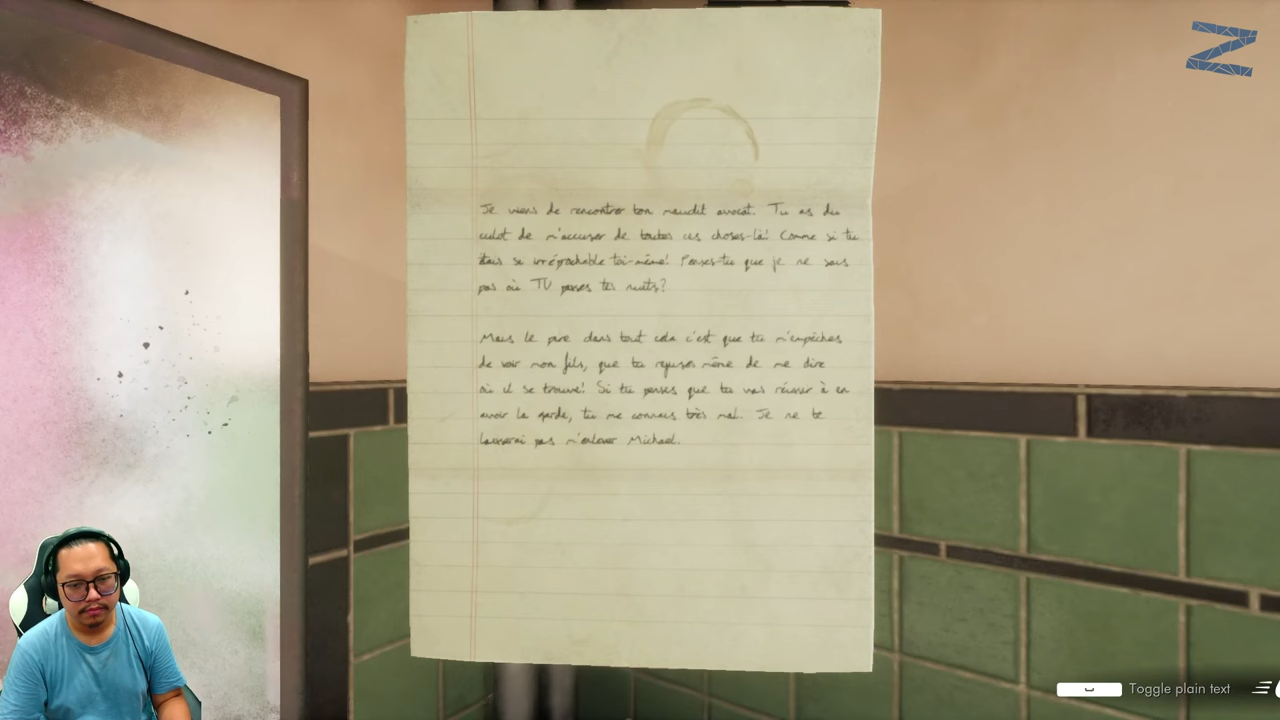 Je viens de rencontrer ton maudit avocat. Tu as du
culot de m'accuser de toutes ces choses-là! Comme si tu
étais si irréprochable toi-même! Penses-tu que je ne sais
pas où TU passes tes nuits?
Mais le pire dans tout cela c'est que tu m'empêches
de voir mon fils, que tu refuses même de me dire
où il se trouve! Si tu penses que tu vas réussir à en
avoir la garde, tu me connais très mal. Je ne te
laisserai pas m'enlever Michael.
Toggle plain text